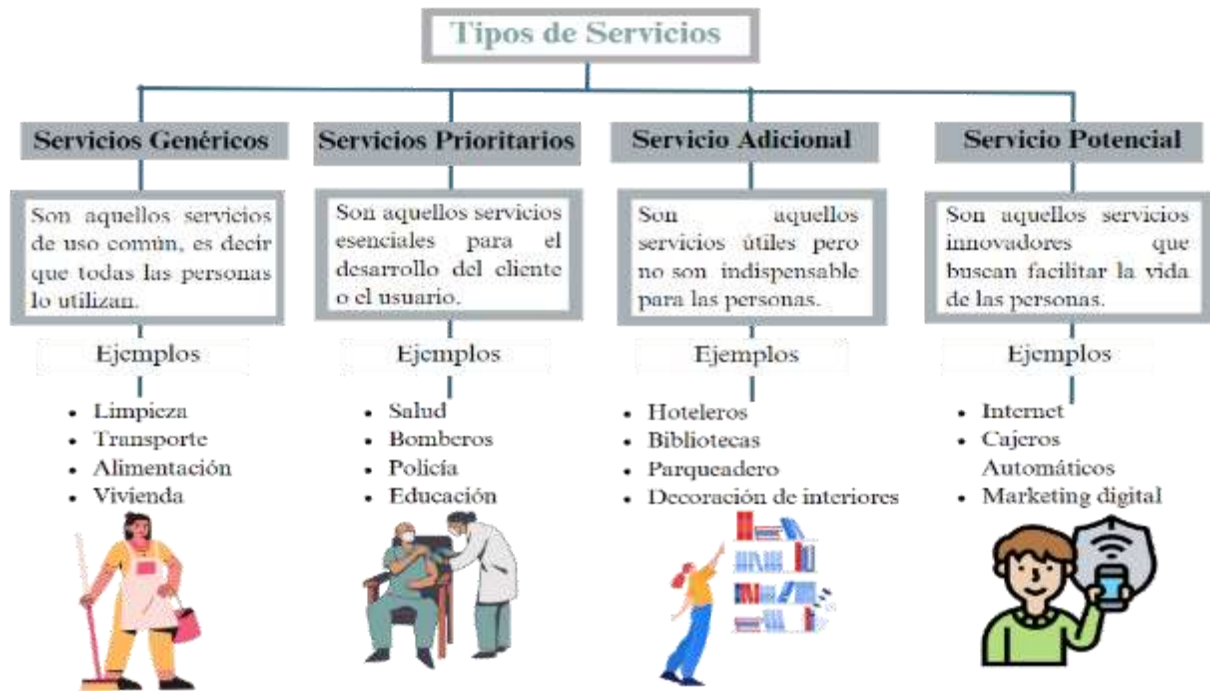 Tipos de Servicios
Servicios Genéricos
Son aquellos servicios
de uso común, es decir
que todas las personas
lo utilizan.
Ejemplos
• Limpieza
• Transporte
• Alimentación
• Vivienda
Servicios Prioritarios
Son aquellos servicios
esenciales para el
desarrollo del cliente
o el usuario.
Ejemplos
• Salud
• Bomberos
• Policía
• Educación
Servicio Adicional
Son aquellos
servicios útiles pero
no son indispensable
para las personas.
Ejemplos
• Hoteleros
• Bibliotecas
• Parqueadero
• Decoración de interiores
Servicio Potencial
Son aquellos servicios
innovadores que
buscan facilitar la vida
de las personas.
Ejemplos
• Internet
• Cajeros
Automáticos
• Marketing digital